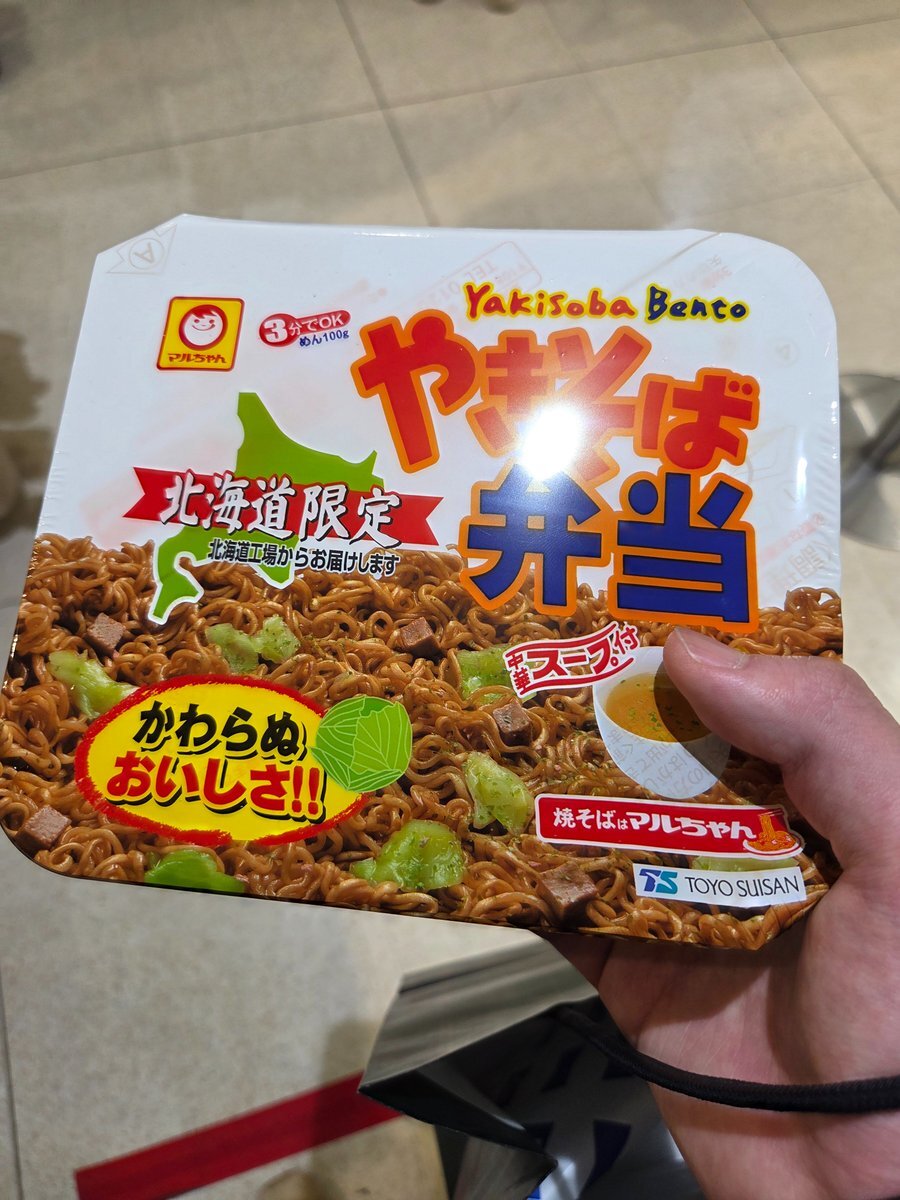 Yakisoba Bento
マルちゃん
3分でOK
めん100g
やきそば
弁当
北海道限定
北海道工場からお届けします
中華スープ付
かわらぬ
おいしさ!!
焼そばはマルちゃん
TS TOYO SUISAN
A